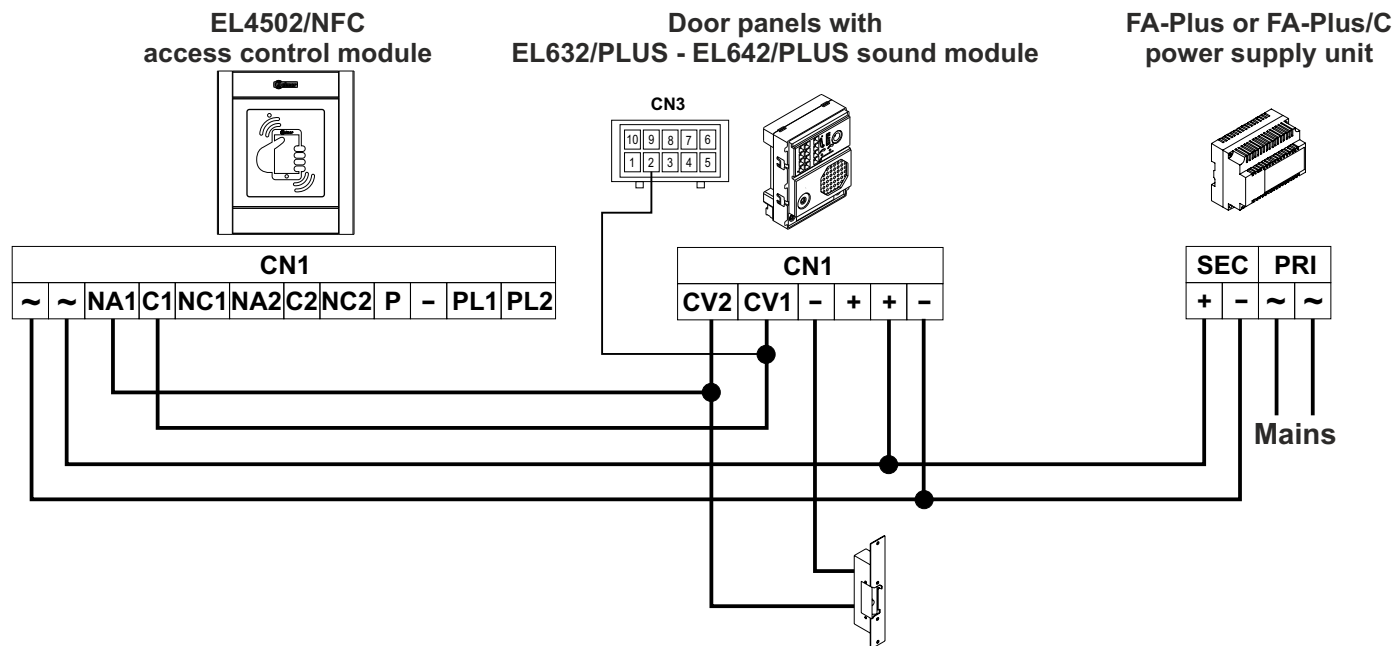 EL4502/NFC
access control module
Door panels with
EL632/PLUS - EL642/PLUS sound module
FA-Plus or FA-Plus/C
power supply unit
CN3
10 9 8 7 6
1 2 3 4 5
CN1
~ ~ NA1 C1 NC1 NA2 C2 NC2 P − PL1 PL2
CN1
CV2 CV1 − + + −
SEC PRI
+ − ~ ~
Mains